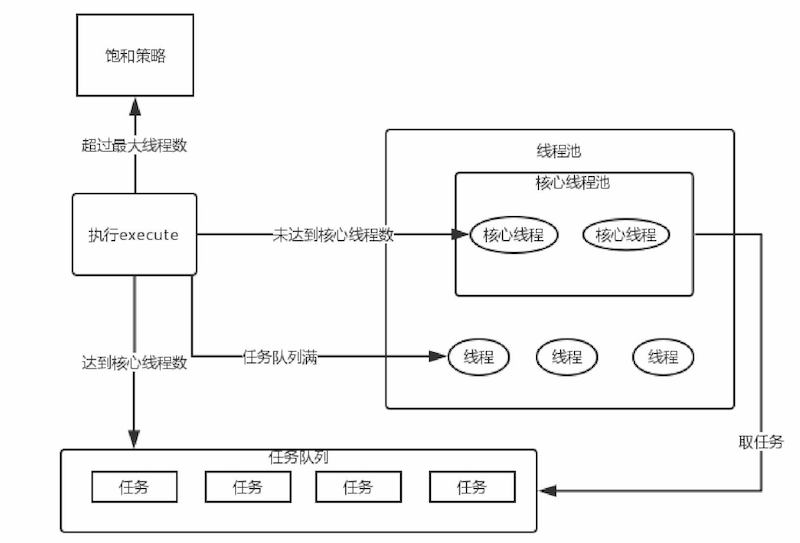 饱和策略
超过最大线程数
线程池
核心线程池
执行execute
未达到核心线程数
核心线程
核心线程
达到核心线程数
任务队列满
线程
线程
线程
取任务
任务队列
任务
任务
任务
任务